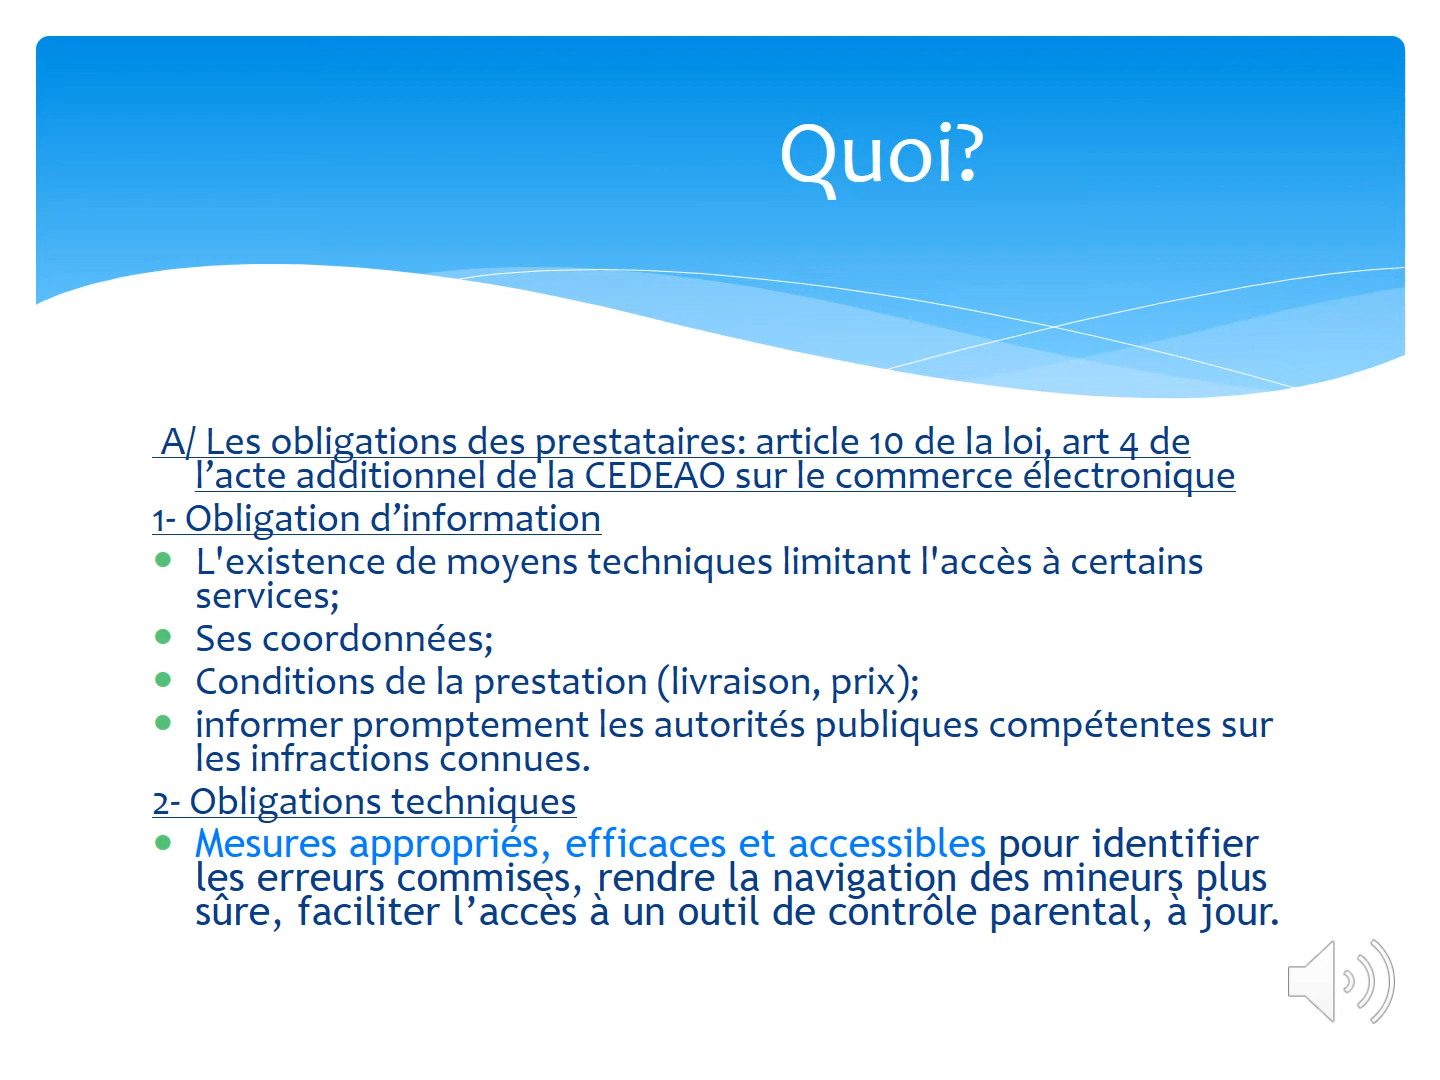 Quoi?
A/ Les obligations des prestataires: article 10 de la loi, art 4 de
l’acte additionnel de la CEDEAO sur le commerce électronique
1- Obligation d’information
L'existence de moyens techniques limitant l'accès à certains
services;
Ses coordonnées;
Conditions de la prestation (livraison, prix);
informer promptement les autorités publiques compétentes sur
les infractions connues.
2- Obligations techniques
Mesures appropriés, efficaces et accessibles pour identifier
les erreurs commises, rendre la navigation des mineurs plus
sûre, faciliter l’accès à un outil de contrôle parental, à jour.